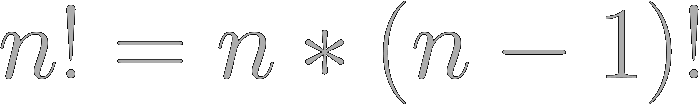 n! = n * (n − 1)!